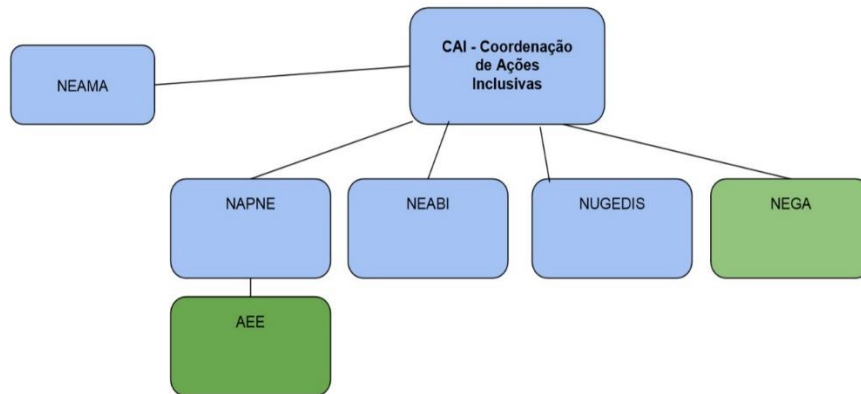 CAI - Coordenação
de Ações
Inclusivas
NEAMA
NAPNE
NEABI
NUGEDIS
NEGA
AEE